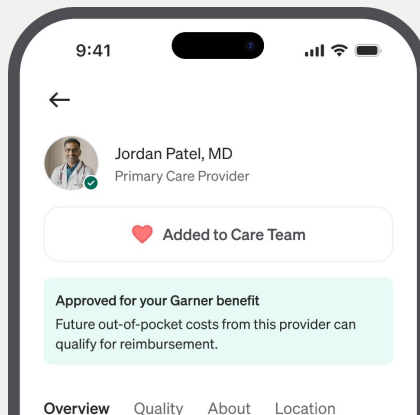 9:41
Jordan Patel, MD
Primary Care Provider
Added to Care Team
Approved for your Garner benefit
Future out-of-pocket costs from this provider can
qualify for reimbursement.
Overview Quality About Location